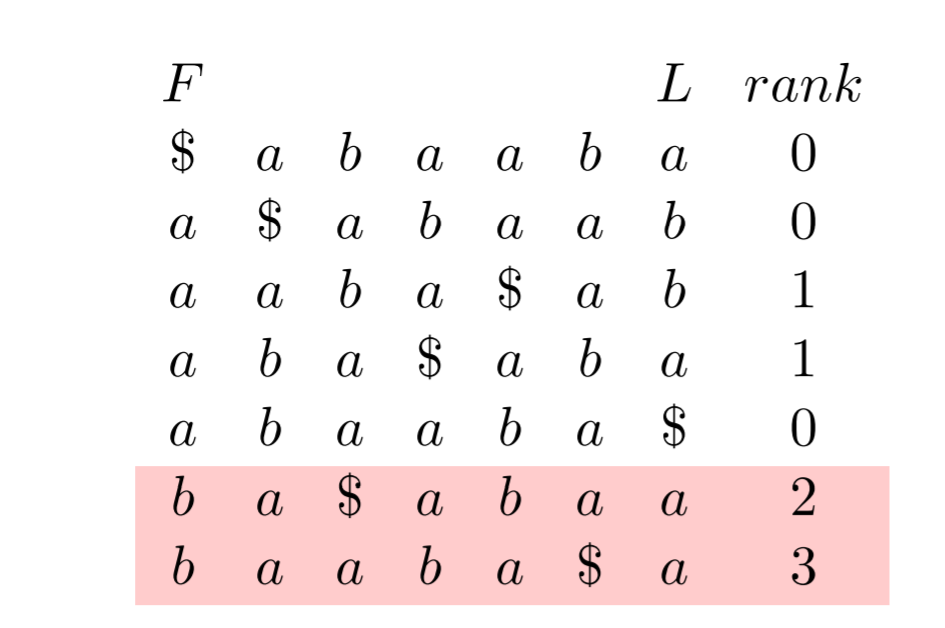 F L rank
$ a b a a b a 0
a $ a b a a b 0
a a b a $ a b 1
a b a $ a b a 1
a b a a b a $ 0
b a $ a b a a 2
b a a b a $ a 3